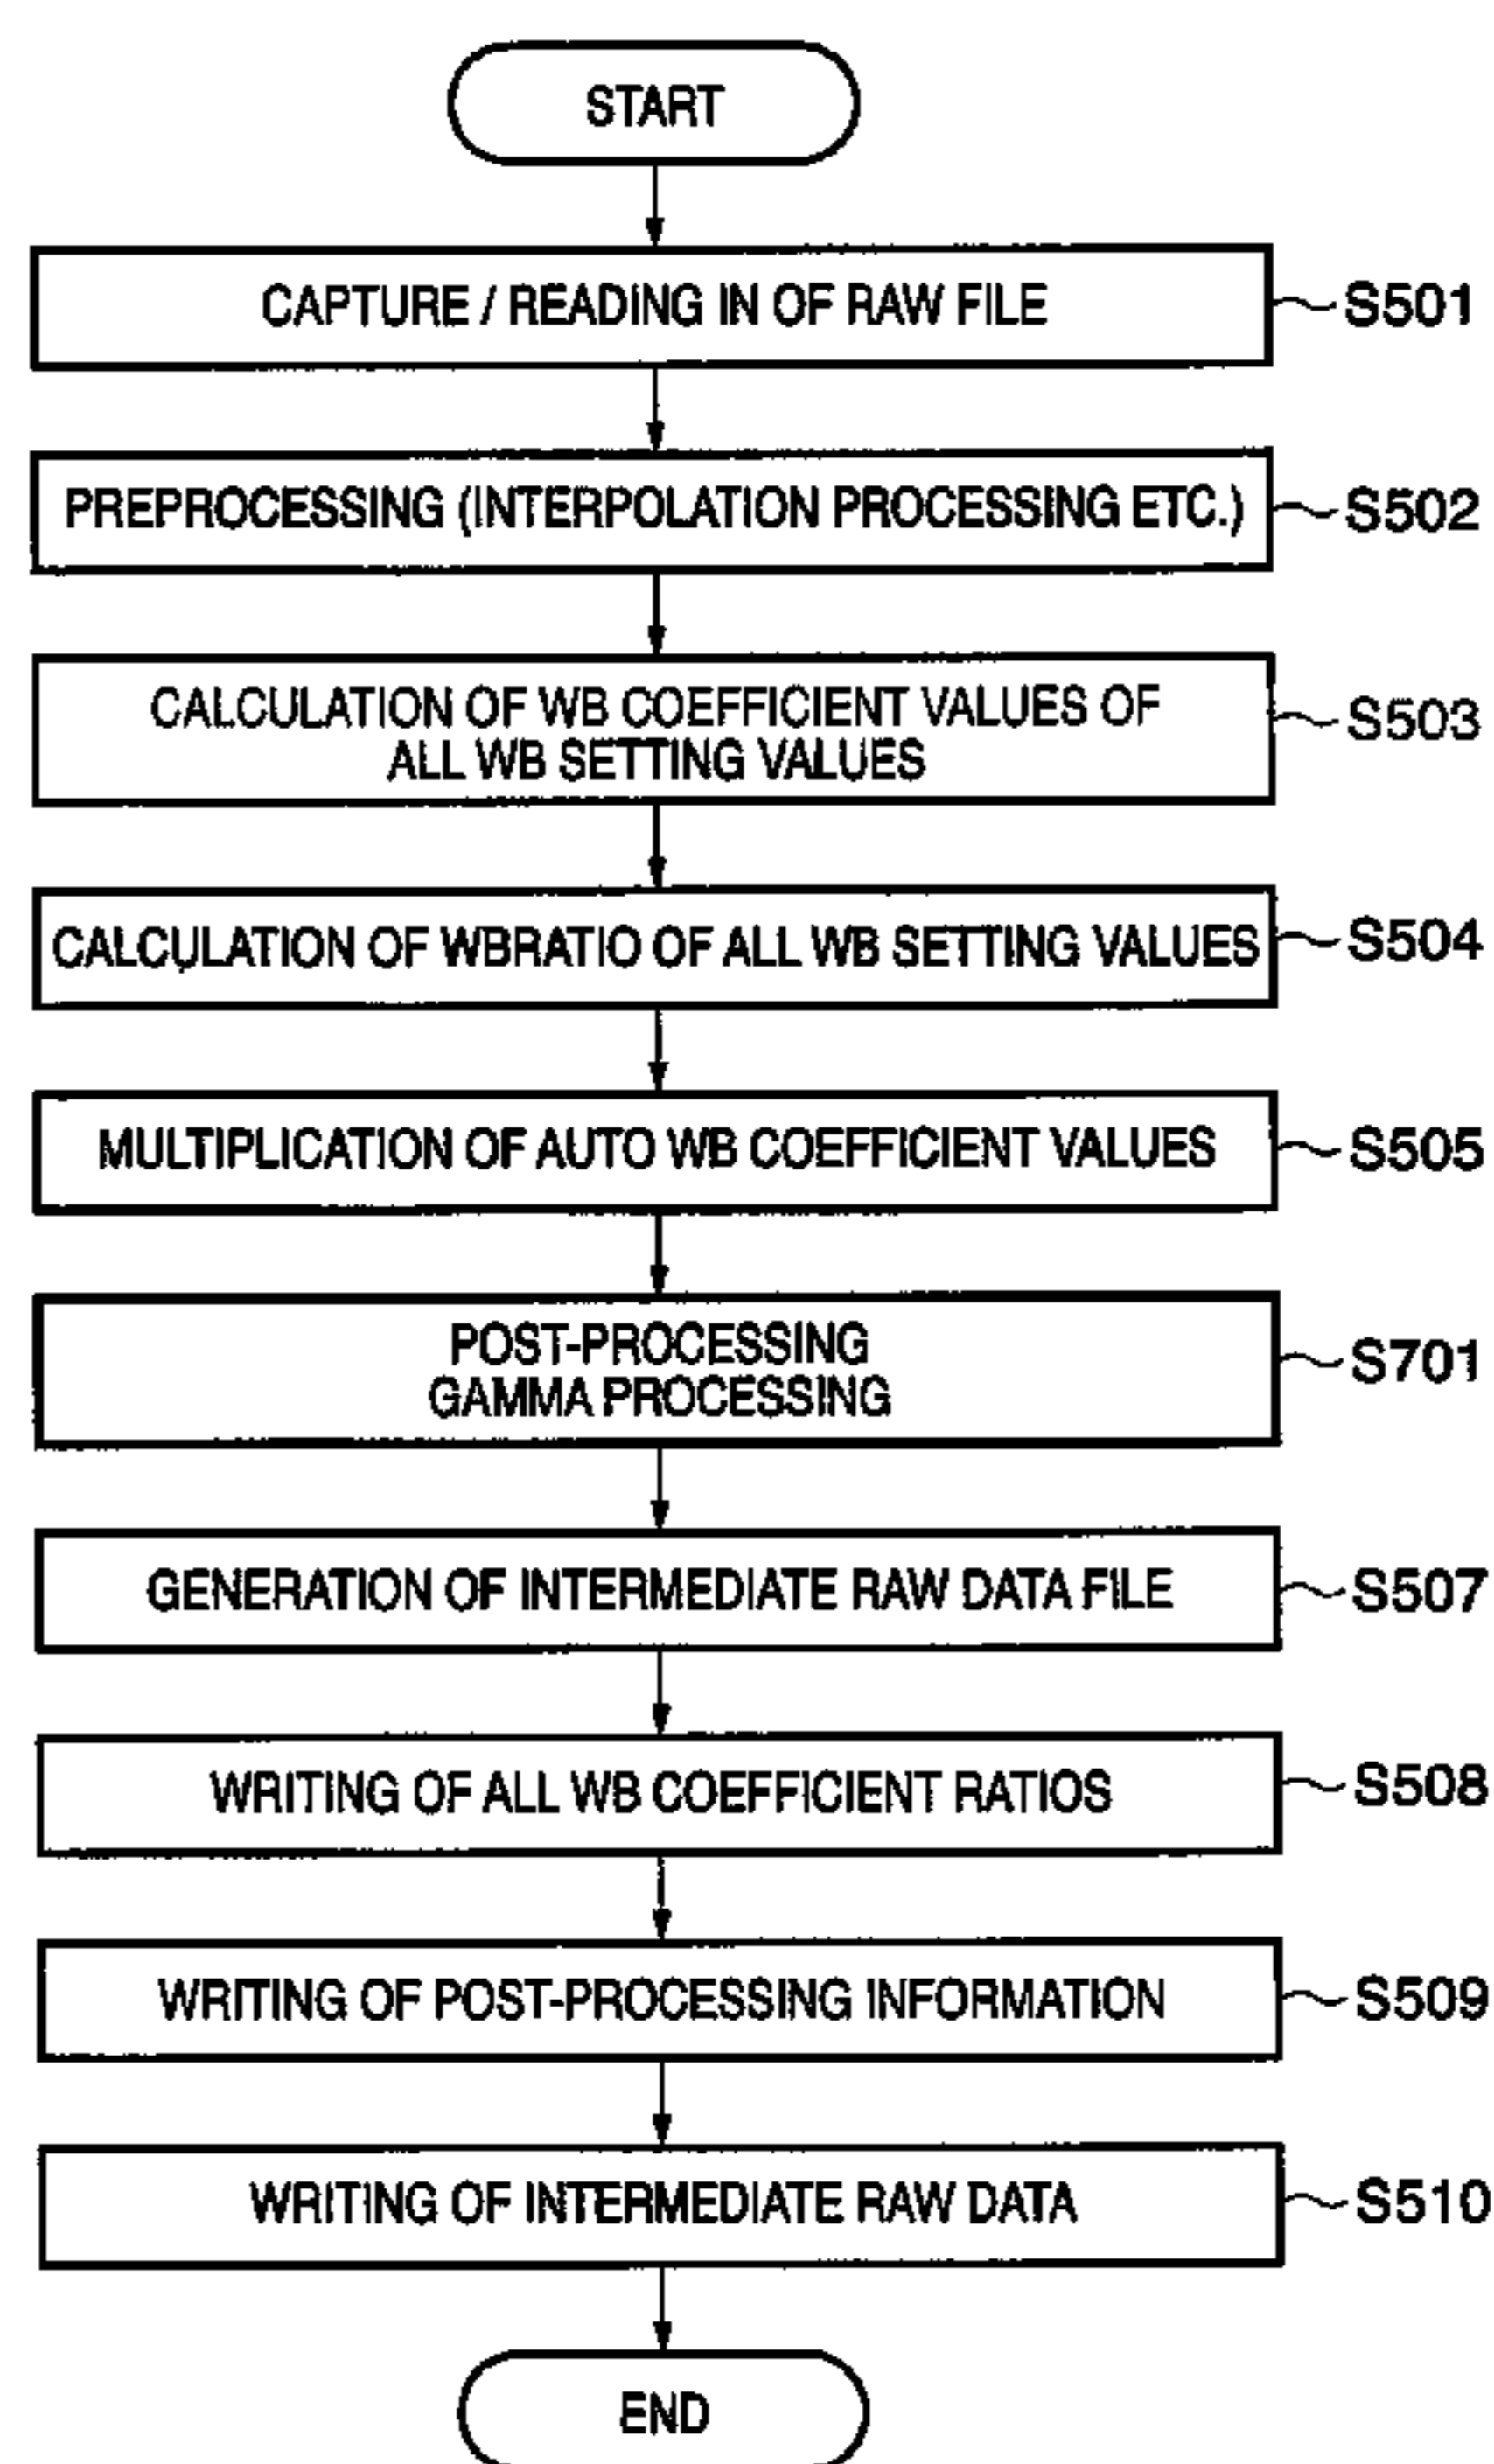 START
CAPTURE / READING IN OF RAW FILE
S501
PREPROCESSING (INTERPOLATION PROCESSING ETC.)
S502
CALCULATION OF WB COEFFICIENT VALUES OF
ALL WB SETTING VALUES
S503
CALCULATION OF WBRATIO OF ALL WB SETTING VALUES
S504
MULTIPLICATION OF AUTO WB COEFFICIENT VALUES
S505
POST-PROCESSING
GAMMA PROCESSING
S701
GENERATION OF INTERMEDIATE RAW DATA FILE
S507
WRITING OF ALL WB COEFFICIENT RATIOS
S508
WRITING OF POST-PROCESSING INFORMATION
S509
WRITING OF INTERMEDIATE RAW DATA
S510
END